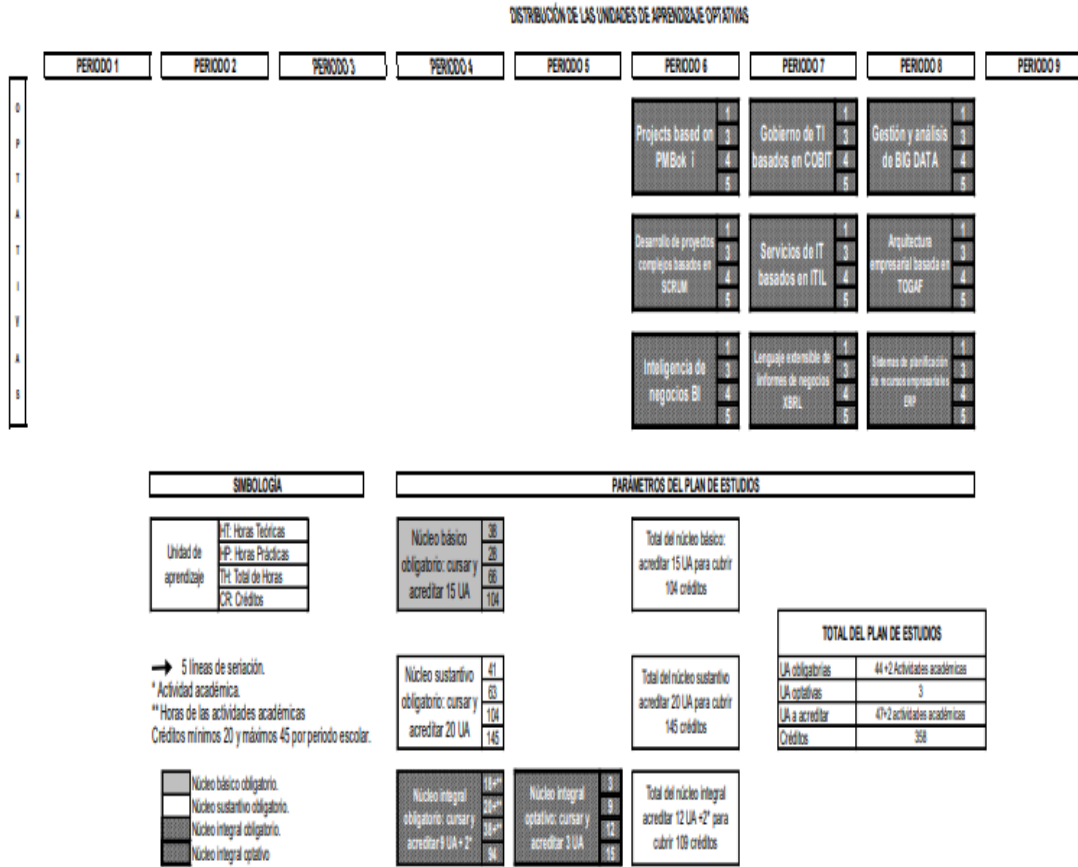 DISTRIBUCIÓN DE LAS UNIDADES DE APRENDIZAJE OPTATIVAS
PERIODO 1
PERIODO 2
PERIODO 3
PERIODO 4
PERIODO 5
PERIODO 6
PERIODO 7
PERIODO 8
PERIODO 9
O
P
T
A
T
I
V
A
S
Projects based on
PMBok i
1
3
4
5
Gobierno de TI
basados en COBIT
1
3
4
5
Gestión y análisis
de BIG DATA
1
3
4
5
Desarrollo de proyectos
complejos basados en
SCRUM
1
3
4
5
Servicios de IT
basados en ITIL
1
3
4
5
Arquitectura
empresarial basada en
TOGAF
1
3
4
5
Inteligencia de
negocios BI
1
3
4
5
Lenguaje extensible de
informes de negocios
XBRL
1
3
4
5
Sistemas de planificación
de recursos empresariales
ERP
1
3
4
5
SIMBOLOGÍA
Unidad de
aprendizaje
HT: Horas Teóricas
HP: Horas Prácticas
TH: Total de Horas
CR: Créditos
5 líneas de seriación.
* Actividad académica.
** Horas de las actividades académicas
Créditos mínimos 20 y máximos 45 por periodo escolar.
Núcleo básico obligatorio.
Núcleo sustantivo obligatorio.
Núcleo integral obligatorio.
Núcleo integral optativo
PARÁMETROS DEL PLAN DE ESTUDIOS
Núcleo básico
obligatorio: cursar y
acreditar 15 UA
38
28
66
104
Total del núcleo básico:
acreditar 15 UA para cubrir
104 créditos
Núcleo sustantivo
obligatorio: cursar y
acreditar 20 UA
41
63
104
145
Total del núcleo sustantivo
acreditar 20 UA para cubrir
145 créditos
Núcleo integral
obligatorio: cursar y
acreditar 9 UA + 2*
94
Núcleo integral
optativo: cursar y
acreditar 3 UA
3
9
12
15
Total del núcleo integral
acreditar 12 UA +2* para
cubrir 109 créditos
TOTAL DEL PLAN DE ESTUDIOS
UA obligatorias 44 +2 Actividades académicas
UA optativas 3
UA a acreditar 47+2 actividades académicas
Créditos 358